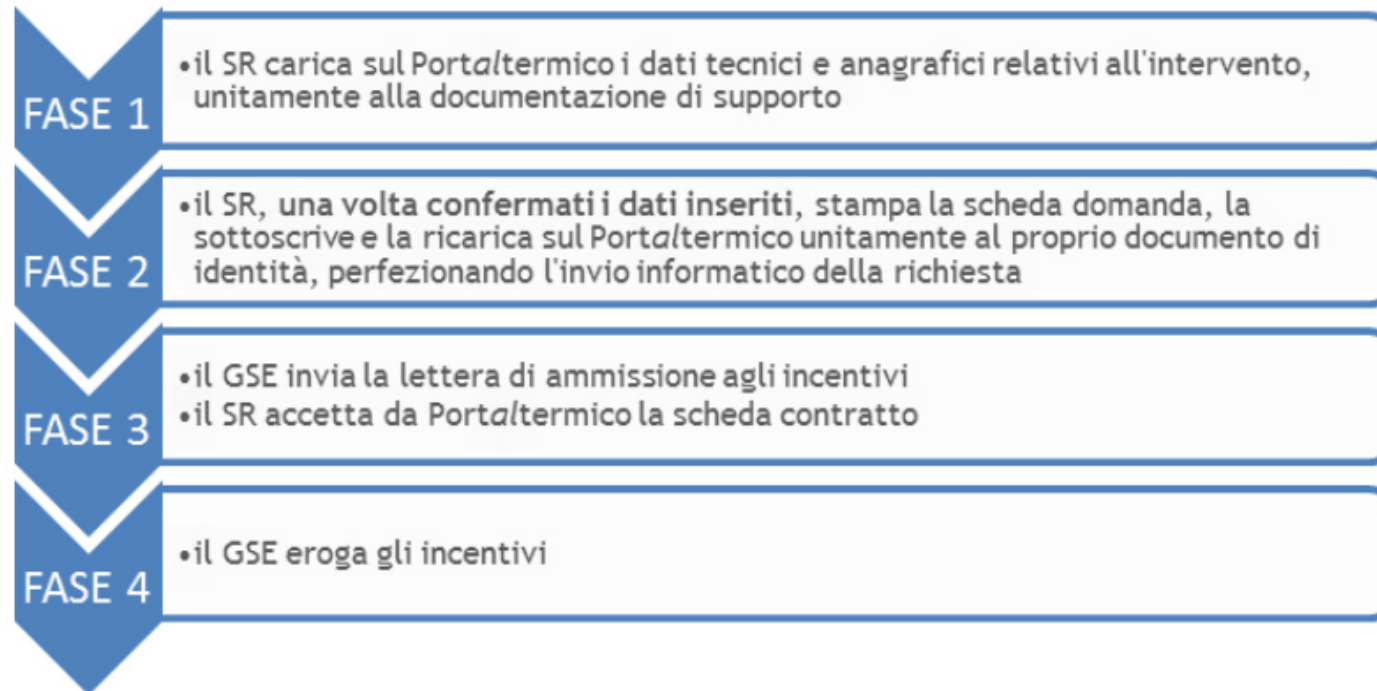 FASE 1
•il SR carica sul Portaltermico i dati tecnici e anagrafici relativi all'intervento,
unitamente alla documentazione di supporto
FASE 2
•il SR, una volta confermati i dati inseriti, stampa la scheda domanda, la
sottoscrive e la ricarica sul Portaltermico unitamente al proprio documento di
identità, perfezionando l'invio informatico della richiesta
FASE 3
•il GSE invia la lettera di ammissione agli incentivi
•il SR accetta da Portaltermico la scheda contratto
FASE 4
•il GSE eroga gli incentivi